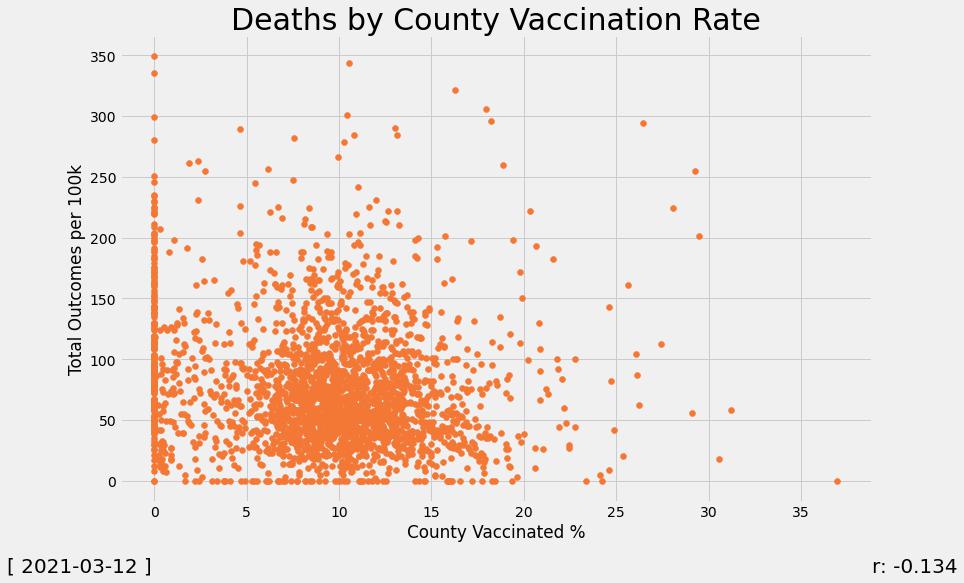 Deaths by County Vaccination Rate
Total Outcomes per 100k
350
300
250
200
150
100
50
0
0 5 10 15 20 25 30 35
County Vaccinated %
[ 2021-03-12 ]
r: -0.134